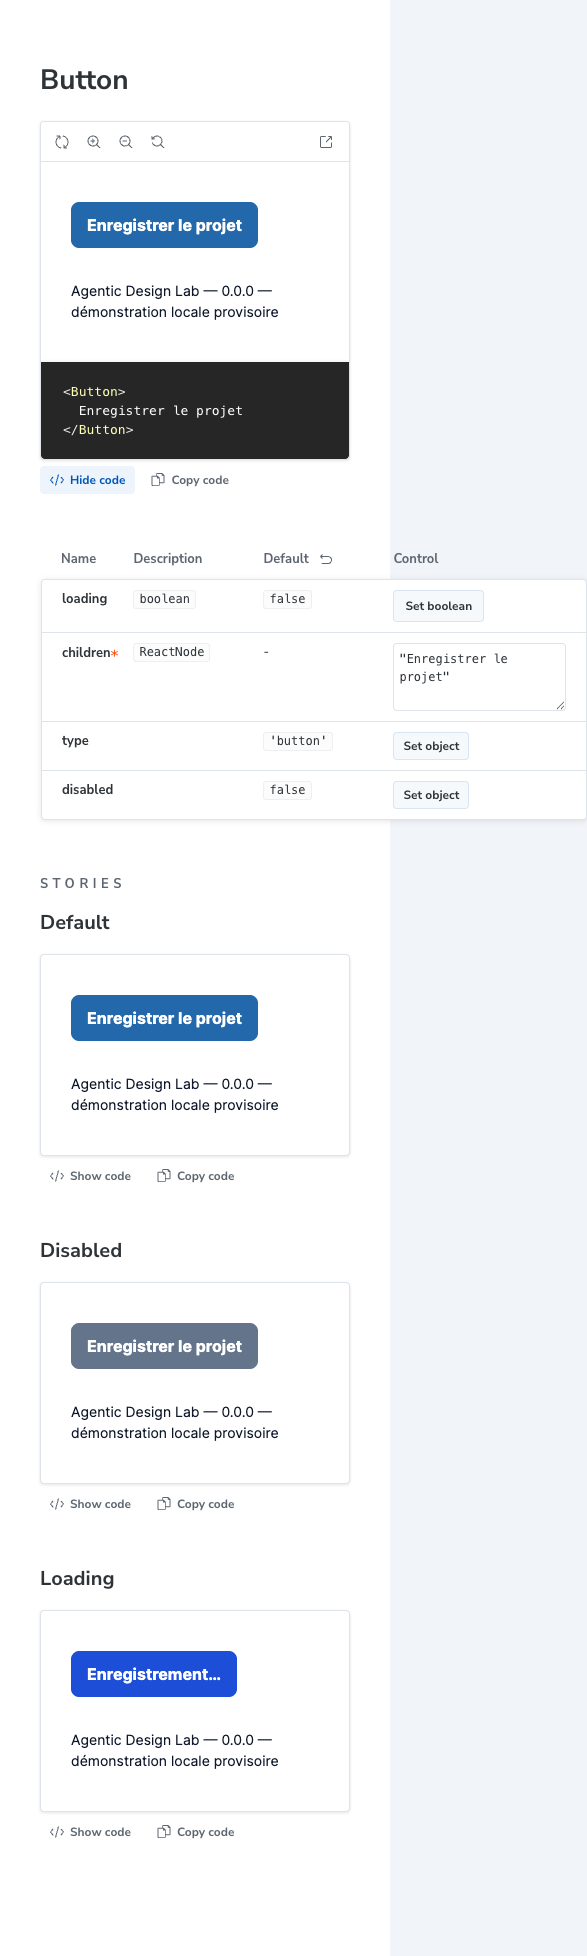 Button
Enregistrer le projet
Agentic Design Lab — 0.0.0 —
démonstration locale provisoire
<Button>
  Enregistrer le projet
</Button>
Hide code Copy code
Name Description Default Control
loading boolean false Set boolean
children* ReactNode - "Enregistrer le
projet"
type 'button' Set object
disabled false Set object
STORIES
Default
Enregistrer le projet
Agentic Design Lab — 0.0.0 —
démonstration locale provisoire
Show code Copy code
Disabled
Enregistrer le projet
Agentic Design Lab — 0.0.0 —
démonstration locale provisoire
Show code Copy code
Loading
Enregistrement…
Agentic Design Lab — 0.0.0 —
démonstration locale provisoire
Show code Copy code